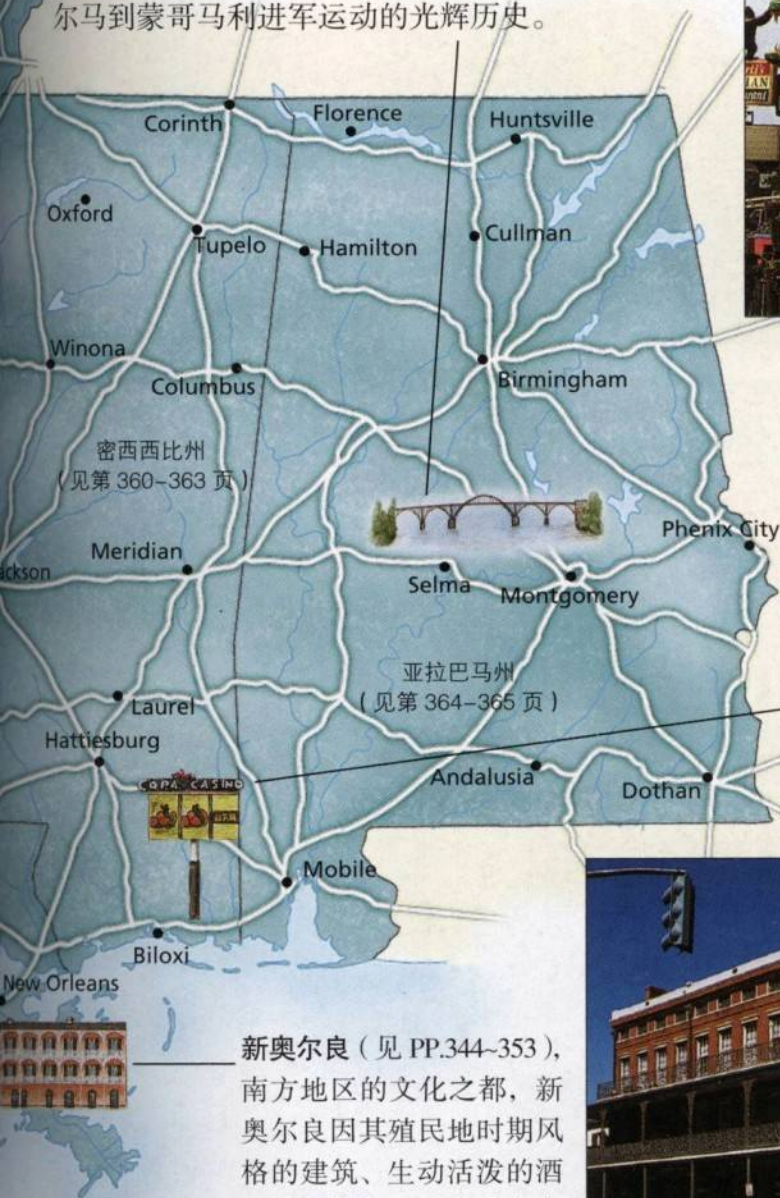 尔马到蒙哥马利进军运动的光辉历史。
Corinth
Florence
Huntsville
Oxford
Tupelo
Hamilton
Cullman
Winona
Columbus
Birmingham
密西西比州
（见第 360–363 页）
Meridian
ackson
Selma
Montgomery
Phenix City
亚拉巴马州
（见第 364–365 页）
Laurel
Hattiesburg
COPA CASINO
Andalusia
Dothan
Mobile
Biloxi
New Orleans
新奥尔良（见 PP.344~353），
南方地区的文化之都，新
奥尔良因其殖民地时期风
格的建筑、生动活泼的酒